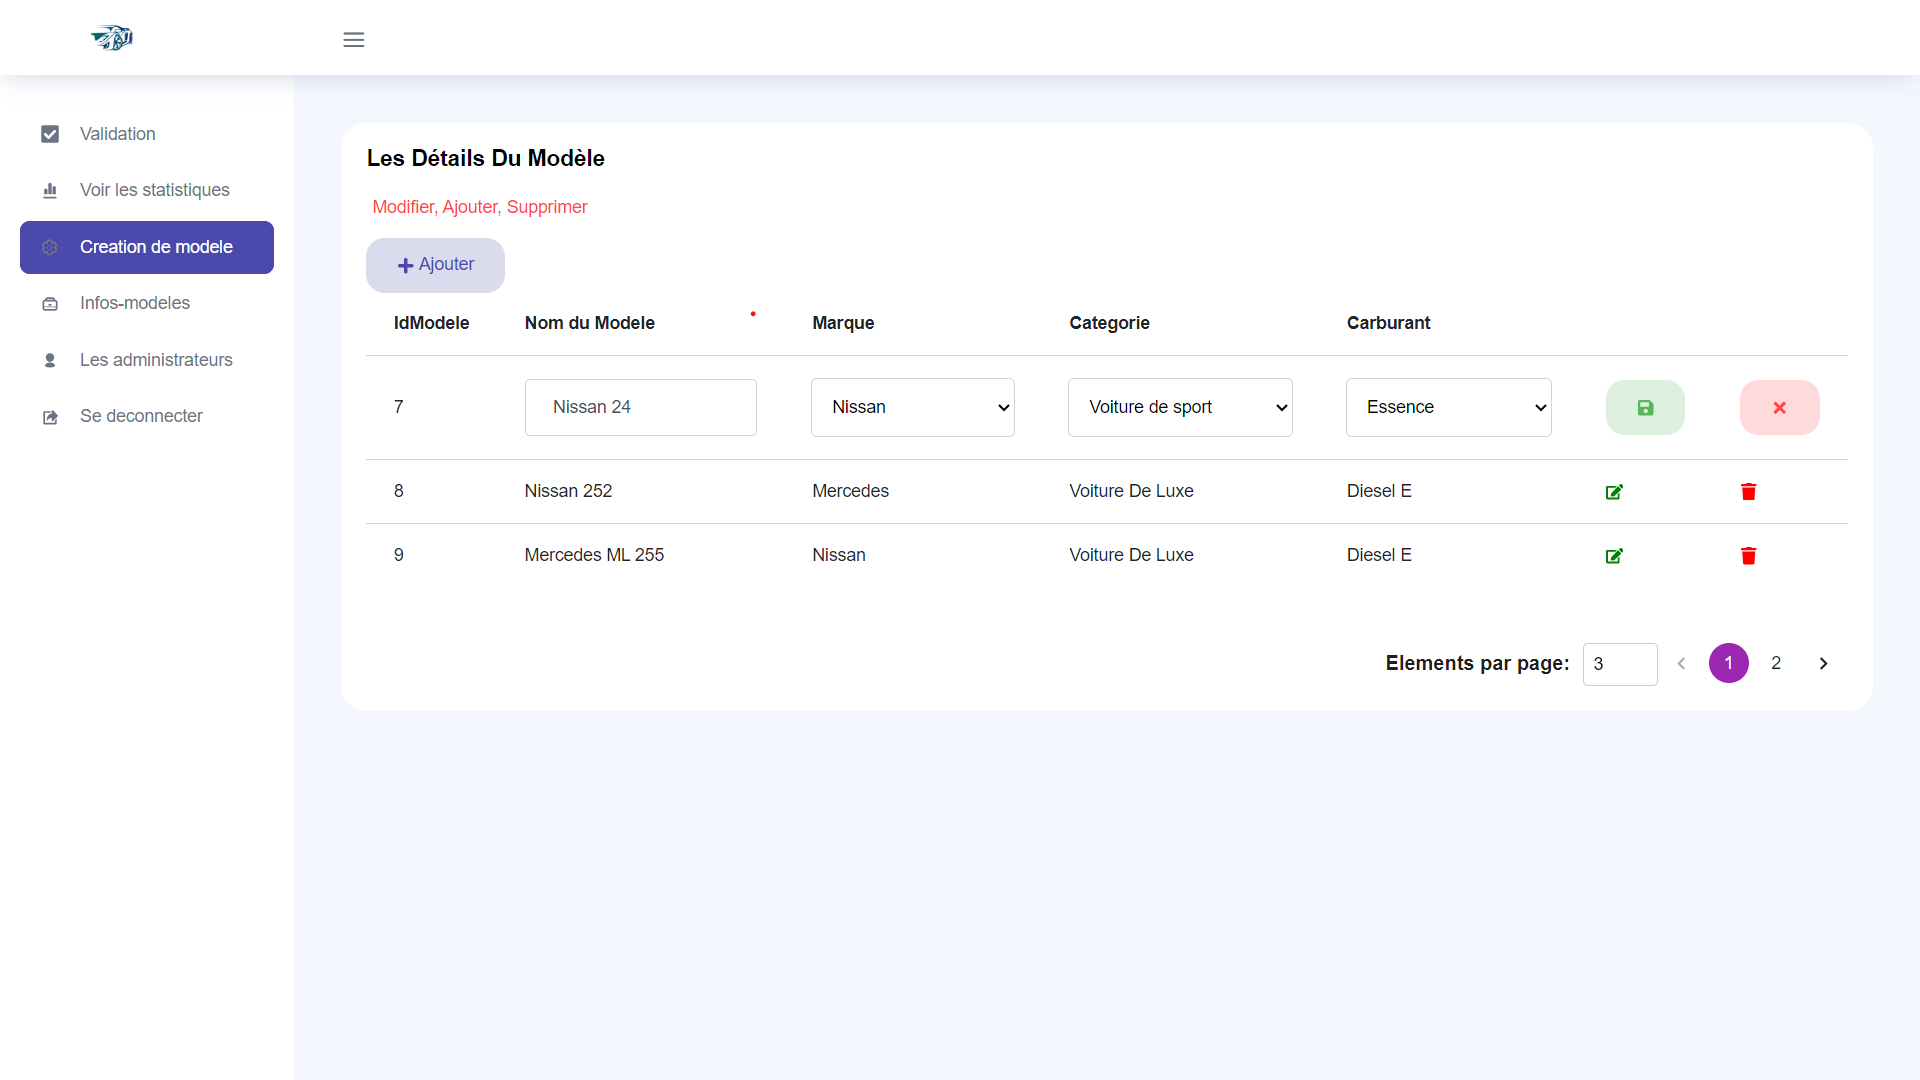 Validation
Voir les statistiques
Creation de modele
Infos-modeles
Les administrateurs
Se deconnecter
Les Détails Du Modèle
Modifier, Ajouter, Supprimer
Ajouter
IdModele Nom du Modele Marque Categorie Carburant
7 Nissan 24 Nissan Voiture de sport Essence
8 Nissan 252 Mercedes Voiture De Luxe Diesel E
9 Mercedes ML 255 Nissan Voiture De Luxe Diesel E
Elements par page: 3 1 2